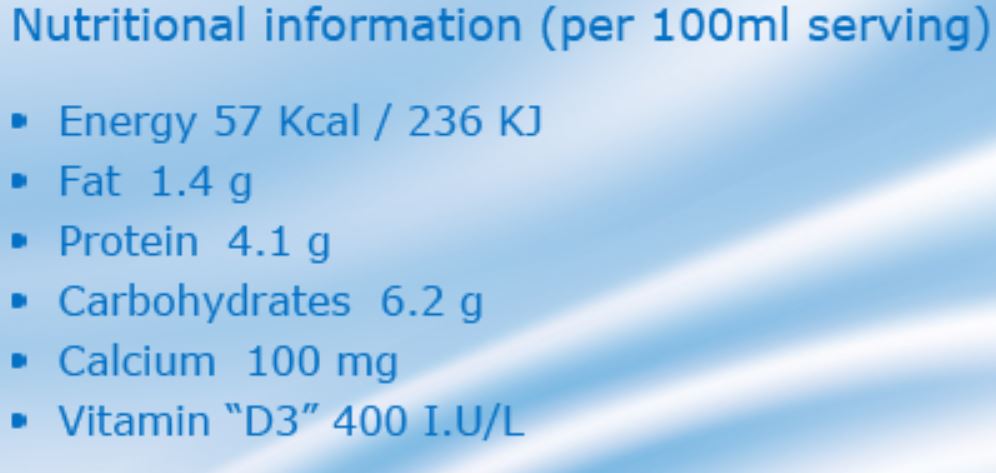 Nutritional information (per 100ml serving)
▪ Energy 57 Kcal / 236 KJ
▪ Fat 1.4 g
▪ Protein 4.1 g
▪ Carbohydrates 6.2 g
▪ Calcium 100 mg
▪ Vitamin “D3” 400 I.U/L